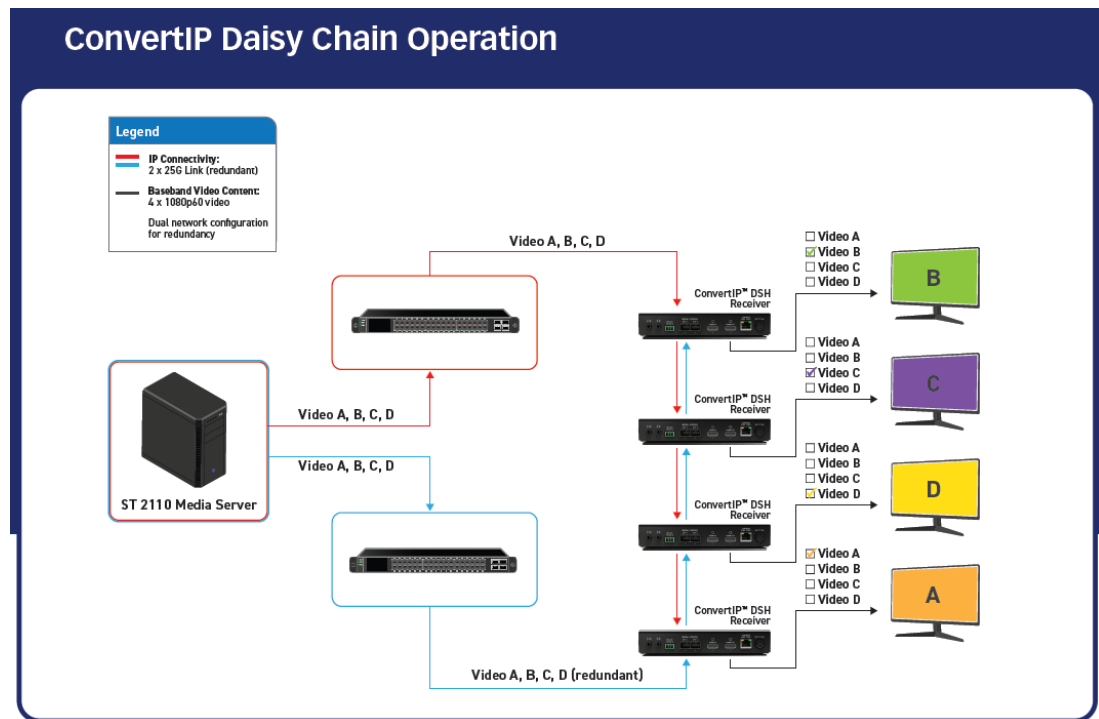 ConvertIP Daisy Chain Operation
Legend
IP Connectivity:
2 x 25G Link (redundant)
Baseband Video Content:
4 x 1080p60 video
Dual network configuration
for redundancy
Video A, B, C, D
Video A, B, C, D
Video A, B, C, D
ST 2110 Media Server
Video A, B, C, D (redundant)
ConvertIP™ DSH
Receiver
Video A
Video B
Video C
Video D
B
ConvertIP™ DSH
Receiver
Video A
Video B
Video C
Video D
C
ConvertIP™ DSH
Receiver
Video A
Video B
Video C
Video D
D
ConvertIP™ DSH
Receiver
Video A
Video B
Video C
Video D
A